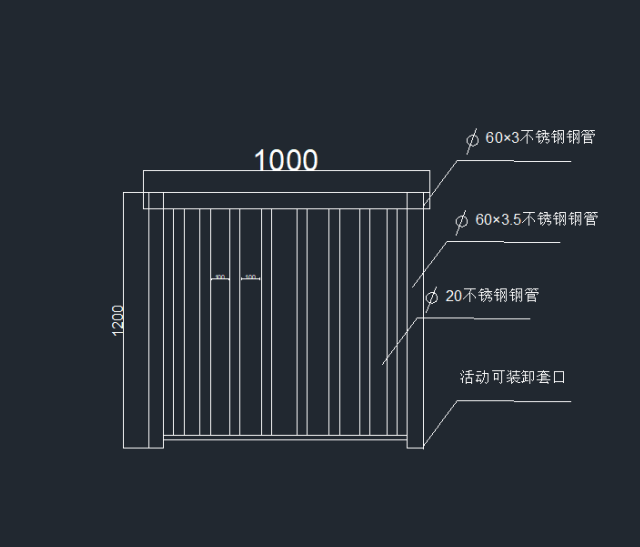 1000
∅ 60×3不锈钢钢管
∅ 60×3.5不锈钢钢管
∅ 20不锈钢钢管
1200
活动可装卸套口